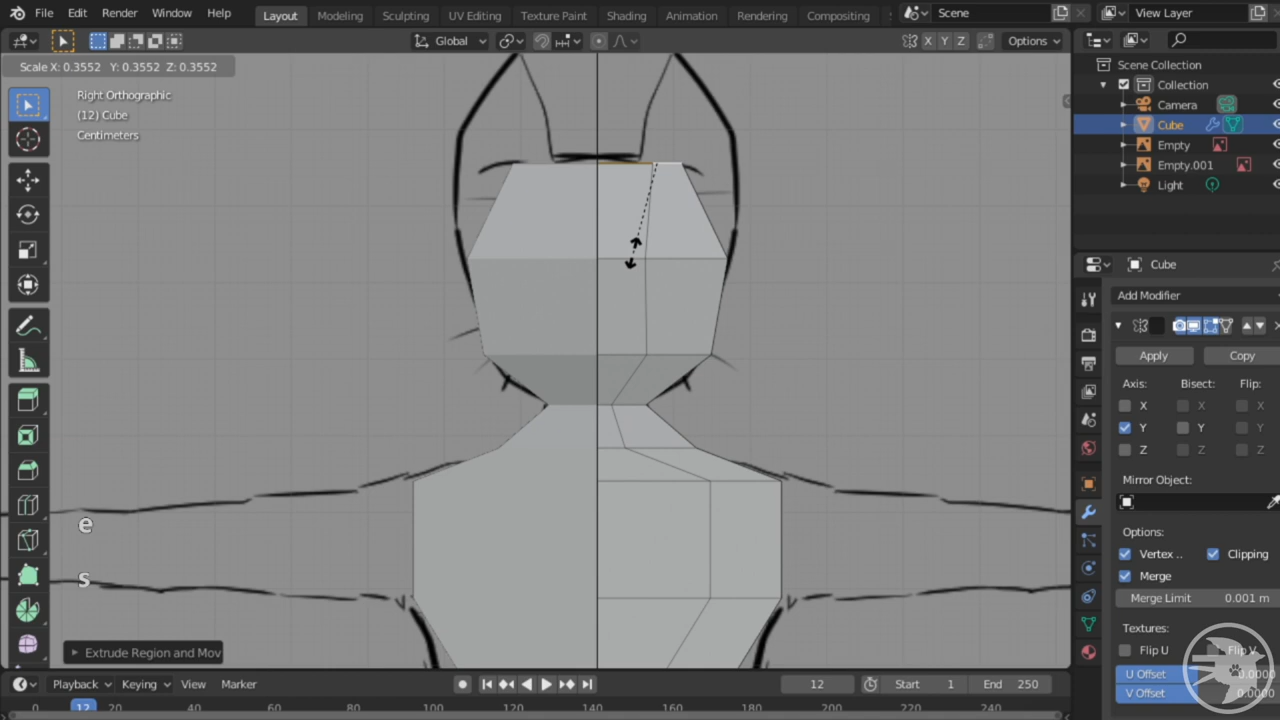 File Edit Render Window Help Layout Modeling Sculpting UV Editing Texture Paint Shading Animation Rendering Compositing Scene View Layer
Global X Y Z Options
Scale X: 0.3552 Y: 0.3552 Z: 0.3552
Right Orthographic
(12) Cube
Centimeters
e
s
Extrude Region and Mov
Scene Collection
Collection
Camera
Cube
Empty
Empty.001
Light
Cube
Add Modifier
Apply Copy
Axis: Bisect: Flip:
X X X
Y Y Y
Z Z Z
Mirror Object:
Options:
Vertex .. Clipping
Merge
Merge Limit 0.001 m
Textures:
Flip U Flip V
U Offset 0.0000
V Offset 0.0000
Playback Keying View Marker 12 Start 1 End 250
0 12 20 40 60 80 100 120 140 160 180 200 220 240